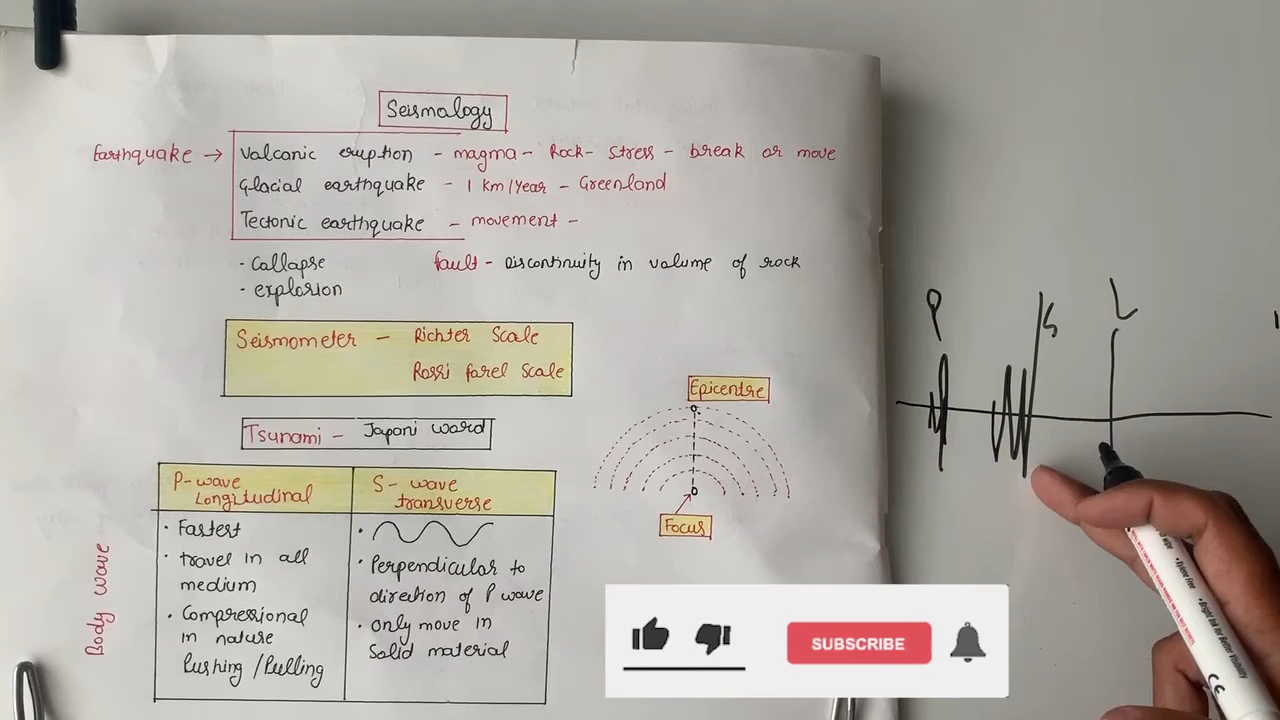 Seismalogy
Earthquake → Volcanic eruption - magma - Rock - stress - break or move
Glacial earthquake - 1 km/year - Greenland
Tectonic earthquake - movement -
• Collapse
• explosion
fault - Discontinuity in volume of rock
Seismometer - Richter Scale
Rossi farel Scale
Tsunami - Japani word
Epicentre
Focus
Body wave
P-wave
Longitudinal
• Fastest
• travel in all
medium
• Compressional
in nature
Pushing/Pulling
S- wave
transverse
• Perpendicular to
direction of P wave
• only move in
Solid material
P
S
L
SUBSCRIBE